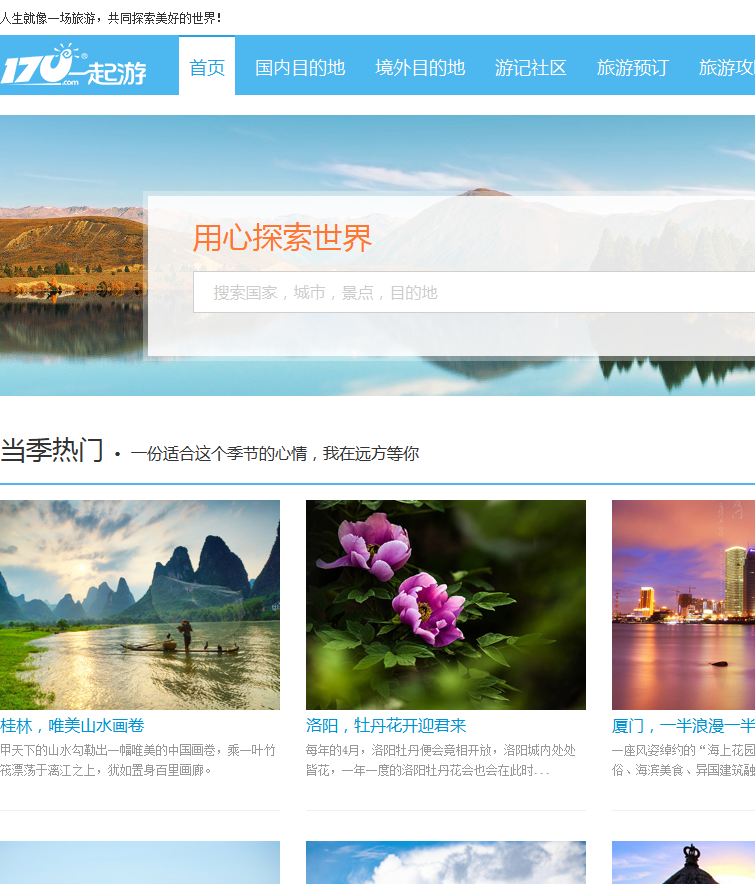 人生就像一场旅游，共同探索美好的世界！
17U一起游
.com
首页 国内目的地 境外目的地 游记社区 旅游预订 旅游攻
用心探索世界
搜索国家，城市，景点，目的地
当季热门 · 一份适合这个季节的心情，我在远方等你
桂林，唯美山水画卷
甲天下的山水勾勒出一幅唯美的中国画卷，乘一叶竹
筏漂荡于漓江之上，犹如置身百里画廊。
洛阳，牡丹花开迎君来
每年的4月，洛阳牡丹便会竞相开放，洛阳城内处处
皆花，一年一度的洛阳牡丹花会也会在此时...
厦门，一半浪漫一半
一座风姿绰约的“海上花园
俗、海滨美食、异国建筑融